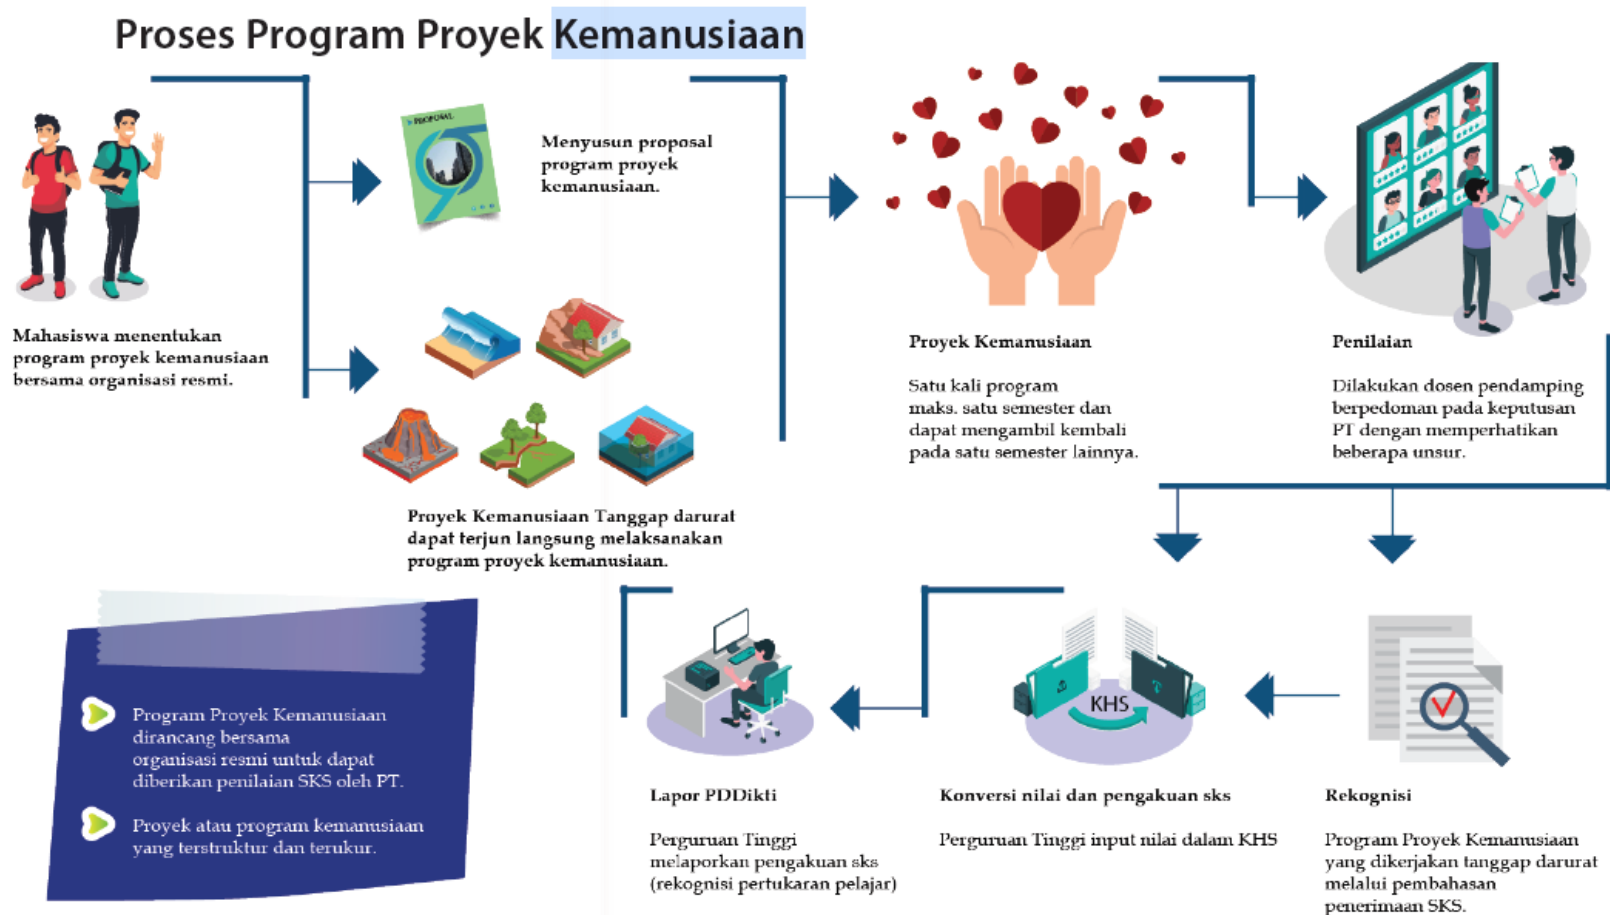 Proses Program Proyek Kemanusiaan
PROPOSAL
Menyusun proposal
program proyek
kemanusiaan.
Mahasiswa menentukan
program proyek kemanusiaan
bersama organisasi resmi.
Proyek Kemanusiaan Tanggap darurat
dapat terjun langsung melaksanakan
program proyek kemanusiaan.
Proyek Kemanusiaan
Satu kali program
maks. satu semester dan
dapat mengambil kembali
pada satu semester lainnya.
Penilaian
Dilakukan dosen pendamping
berpedoman pada keputusan
PT dengan memperhatikan
beberapa unsur.
Program Proyek Kemanusiaan
dirancang bersama
organisasi resmi untuk dapat
diberikan penilaian SKS oleh PT.
Proyek atau program kemanusiaan
yang terstruktur dan terukur.
Lapor PDDikti
Perguruan Tinggi
melaporkan pengakuan sks
(rekognisi pertukaran pelajar)
KHS
Konversi nilai dan pengakuan sks
Perguruan Tinggi input nilai dalam KHS
Rekognisi
Program Proyek Kemanusiaan
yang dikerjakan tanggap darurat
melalui pembahasan
penerimaan SKS.